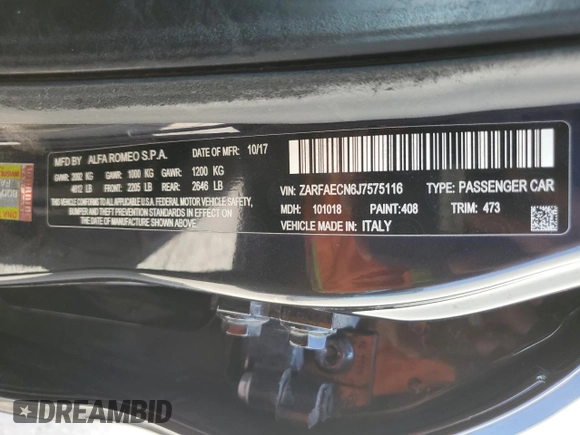 MFD BY ALFA ROMEO S.P.A. DATE OF MFR: 10/17
GVWR: 2092 KG GAWR: 1000 KG GAWR: 1200 KG
4612 LB FRONT: 2205 LB REAR: 2646 LB
THIS VEHICLE CONFORMS TO ALL APPLICABLE U.S.A. FEDERAL MOTOR VEHICLE SAFETY,
BUMPER AND THEFT PREVENTION STANDARDS IN EFFECT ON
THE DATE OF MANUFACTURE SHOWN ABOVE.
VIN: ZARFAECN6J7575116 TYPE: PASSENGER CAR
MDH: 101018 PAINT: 408 TRIM: 473
VEHICLE MADE IN: ITALY
DREAMBID